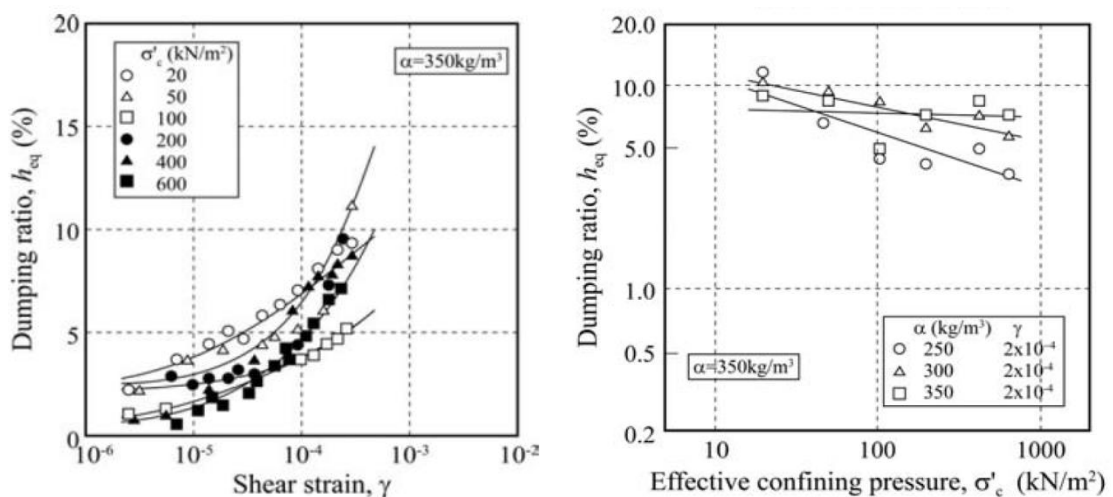 20
15
10
5
0
Dumping ratio, h_eq (%)
σ'c (kN/m²)
20
50
100
200
400
600
α=350kg/m³
10⁻⁶
10⁻⁵
10⁻⁴
10⁻³
10⁻²
Shear strain, γ
20.0
10.0
5.0
1.0
0.5
0.2
Dumping ratio, h_eq (%)
α=350kg/m³
α (kg/m³) γ
250 2x10⁻⁴
300 2x10⁻⁴
350 2x10⁻⁴
10
100
1000
Effective confining pressure, σ'c (kN/m²)